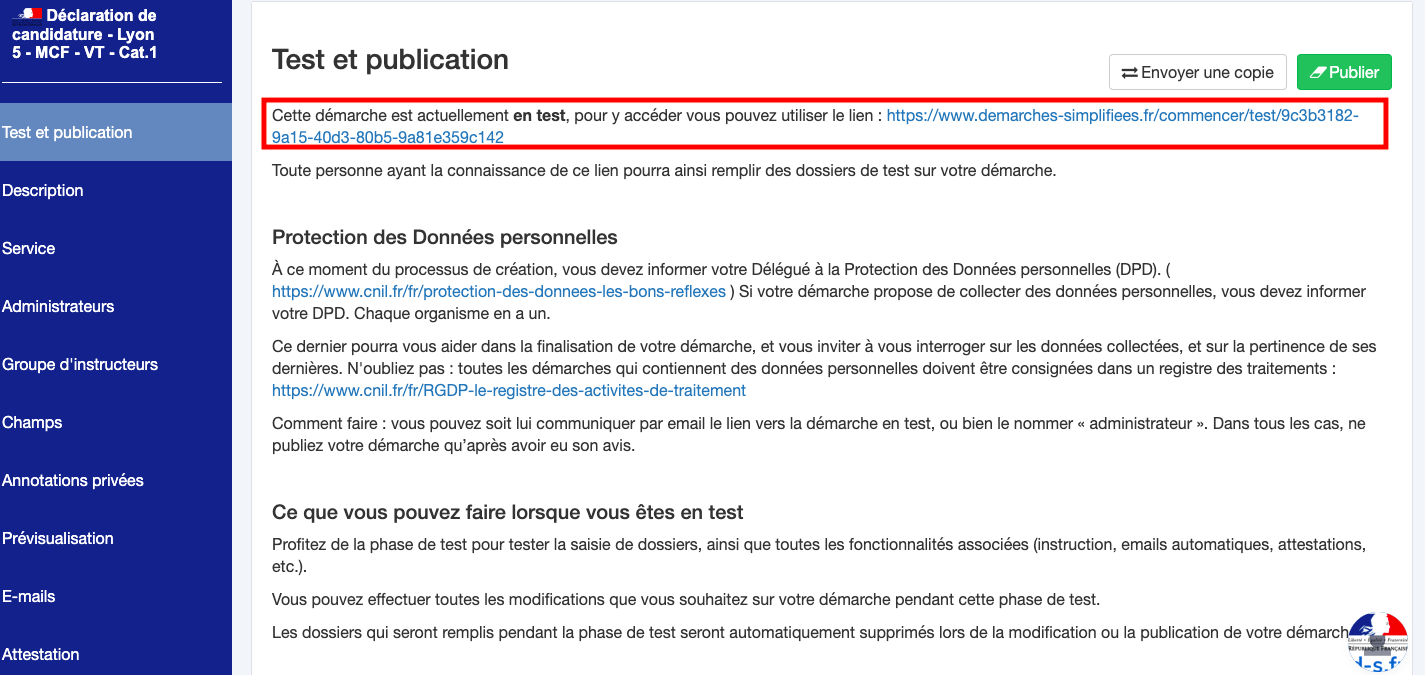 Déclaration de
candidature - Lyon
5 - MCF - VT - Cat.1
Test et publication
Description
Service
Administrateurs
Groupe d'instructeurs
Champs
Annotations privées
Prévisualisation
E-mails
Attestation
Test et publication
Envoyer une copie
Publier
Cette démarche est actuellement en test, pour y accéder vous pouvez utiliser le lien : https://www.demarches-simplifiees.fr/commencer/test/9c3b3182-
9a15-40d3-80b5-9a81e359c142
Toute personne ayant la connaissance de ce lien pourra ainsi remplir des dossiers de test sur votre démarche.
Protection des Données personnelles
À ce moment du processus de création, vous devez informer votre Délégué à la Protection des Données personnelles (DPD). (
https://www.cnil.fr/fr/protection-des-donnees-les-bons-reflexes ) Si votre démarche propose de collecter des données personnelles, vous devez informer
votre DPD. Chaque organisme en a un.
Ce dernier pourra vous aider dans la finalisation de votre démarche, et vous inviter à vous interroger sur les données collectées, et sur la pertinence de ses
dernières. N'oubliez pas : toutes les démarches qui contiennent des données personnelles doivent être consignées dans un registre des traitements :
https://www.cnil.fr/fr/RGDP-le-registre-des-activites-de-traitement
Comment faire : vous pouvez soit lui communiquer par email le lien vers la démarche en test, ou bien le nommer « administrateur ». Dans tous les cas, ne
publiez votre démarche qu’après avoir eu son avis.
Ce que vous pouvez faire lorsque vous êtes en test
Profitez de la phase de test pour tester la saisie de dossiers, ainsi que toutes les fonctionnalités associées (instruction, emails automatiques, attestations,
etc.).
Vous pouvez effectuer toutes les modifications que vous souhaitez sur votre démarche pendant cette phase de test.
Les dossiers qui seront remplis pendant la phase de test seront automatiquement supprimés lors de la modification ou la publication de votre démarch
Liberté • Égalité • Fraternité
RÉPUBLIQUE FRANÇAISE
d-s.fr